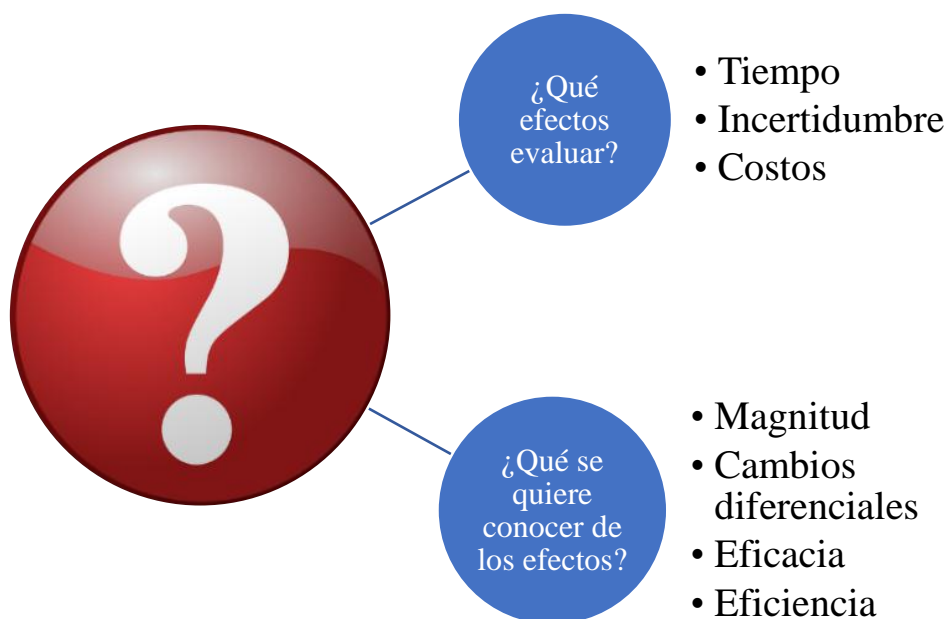 ¿Qué
efectos
evaluar?
• Tiempo
• Incertidumbre
• Costos
?
¿Qué se
quiere
conocer de
los efectos?
• Magnitud
• Cambios
diferenciales
• Eficacia
• Eficiencia